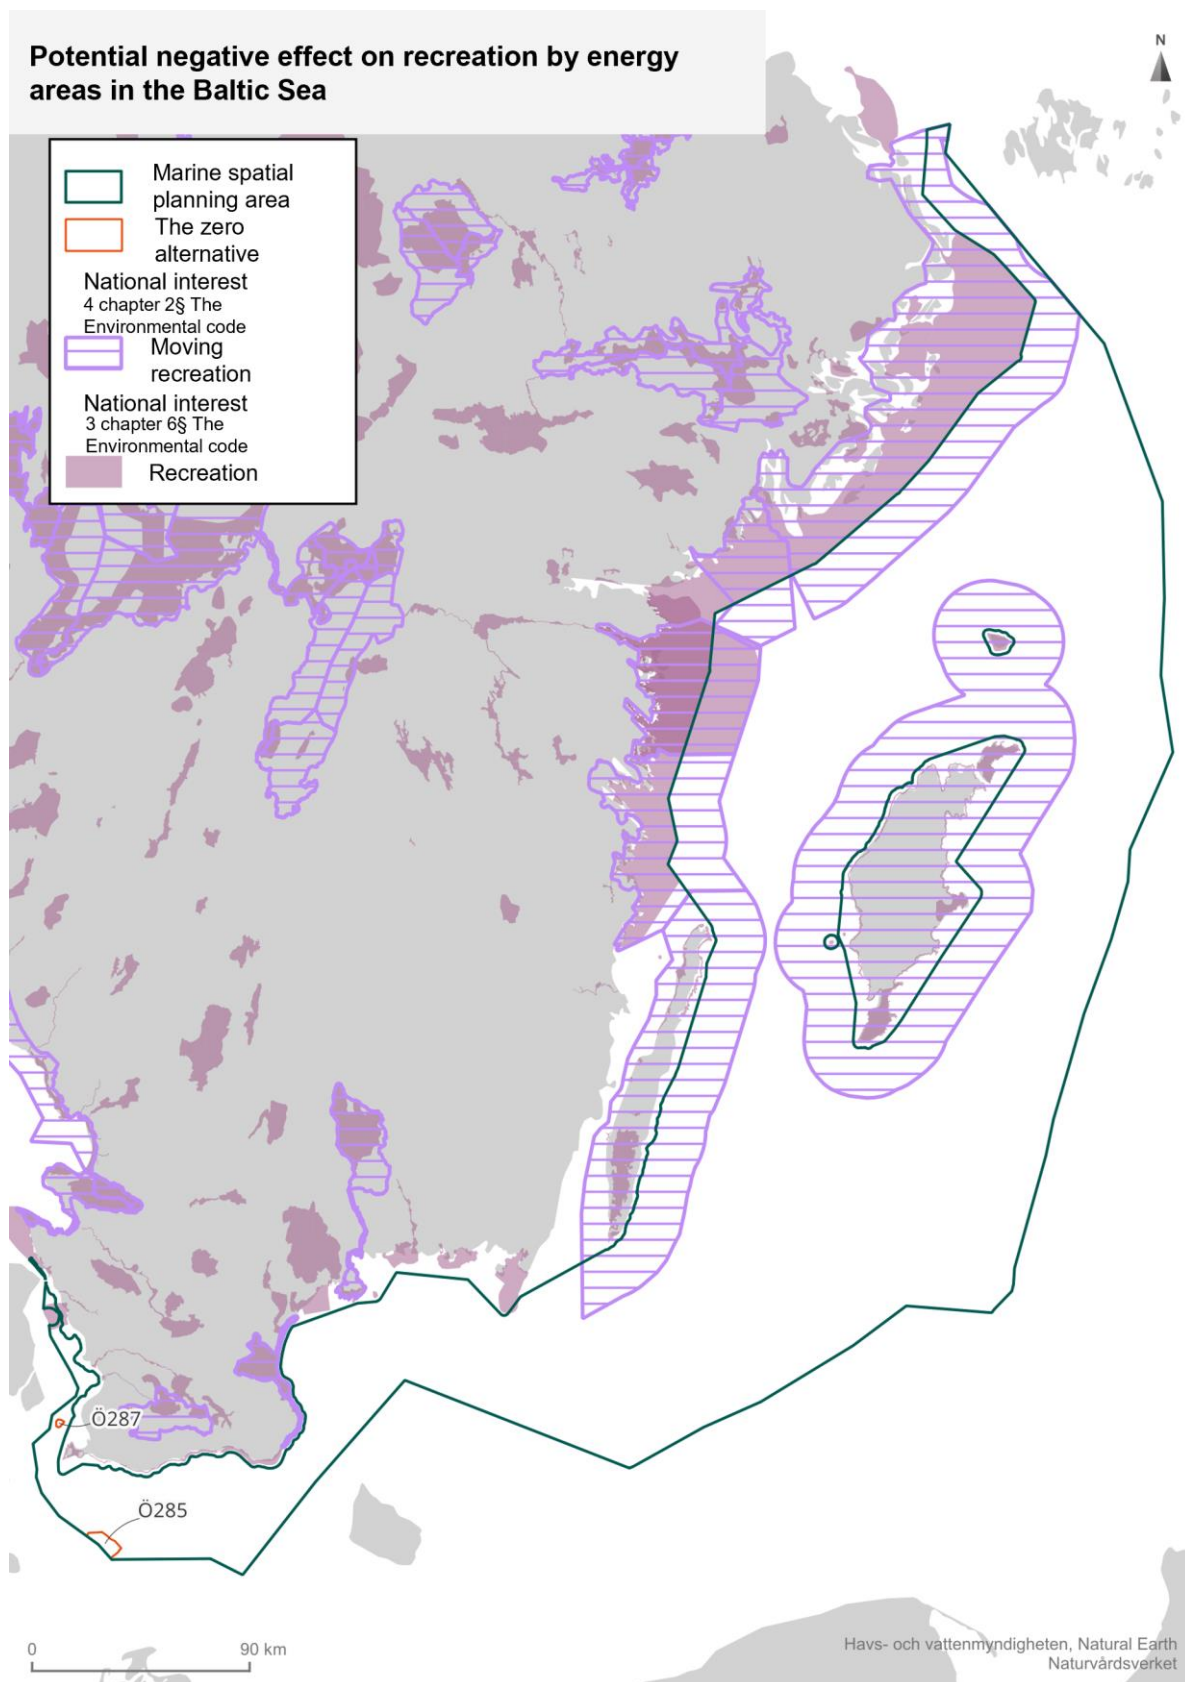 Potential negative effect on recreation by energy
areas in the Baltic Sea
N
Marine spatial
planning area
The zero
alternative
National interest
4 chapter 2§ The
Environmental code
Moving
recreation
National interest
3 chapter 6§ The
Environmental code
Recreation
Ö287
Ö285
0 90 km
Havs- och vattenmyndigheten, Natural Earth
Naturvårdsverket